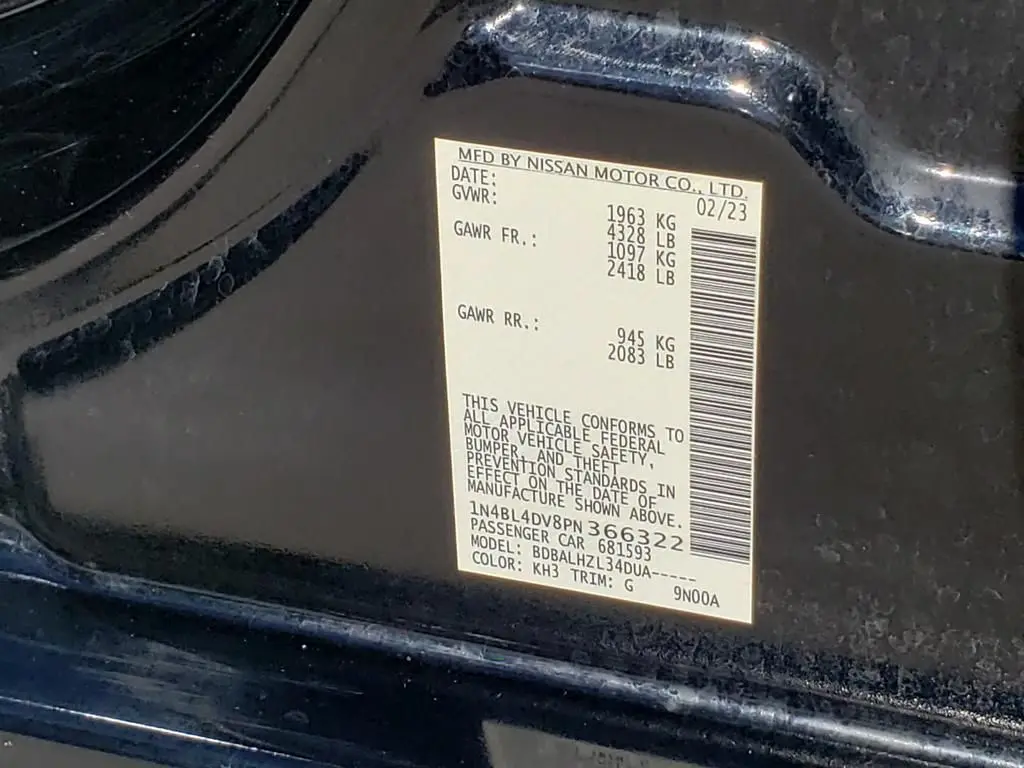 MFD BY NISSAN MOTOR CO., LTD.
DATE: 02/23
GVWR: 1963 KG
4328 LB
GAWR FR.: 1097 KG
2418 LB
GAWR RR.: 945 KG
2083 LB
THIS VEHICLE CONFORMS TO
ALL APPLICABLE FEDERAL
MOTOR VEHICLE SAFETY,
BUMPER, AND THEFT
PREVENTION STANDARDS IN
EFFECT ON THE DATE OF
MANUFACTURE SHOWN ABOVE.
1N4BL4DV8PN 366322
PASSENGER CAR 681593
MODEL: BDBALHZL34DUA-----
COLOR: KH3 TRIM: G 9N00A